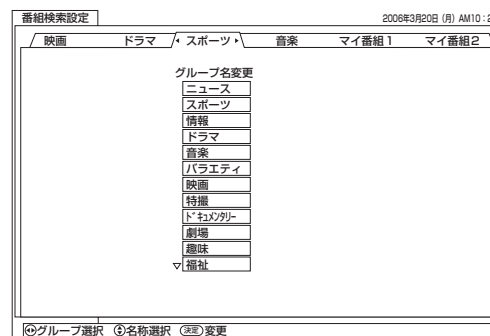 番組検索設定
2006年3月20日 (月) AM10:2
映画 ドラマ スポーツ 音楽 マイ番組1 マイ番組2
グループ名変更
ニュース
スポーツ
情報
ドラマ
音楽
バラエティ
映画
特撮
ドキュメンタリー
劇場
趣味
福祉
グループ選択 名称選択 決定 変更